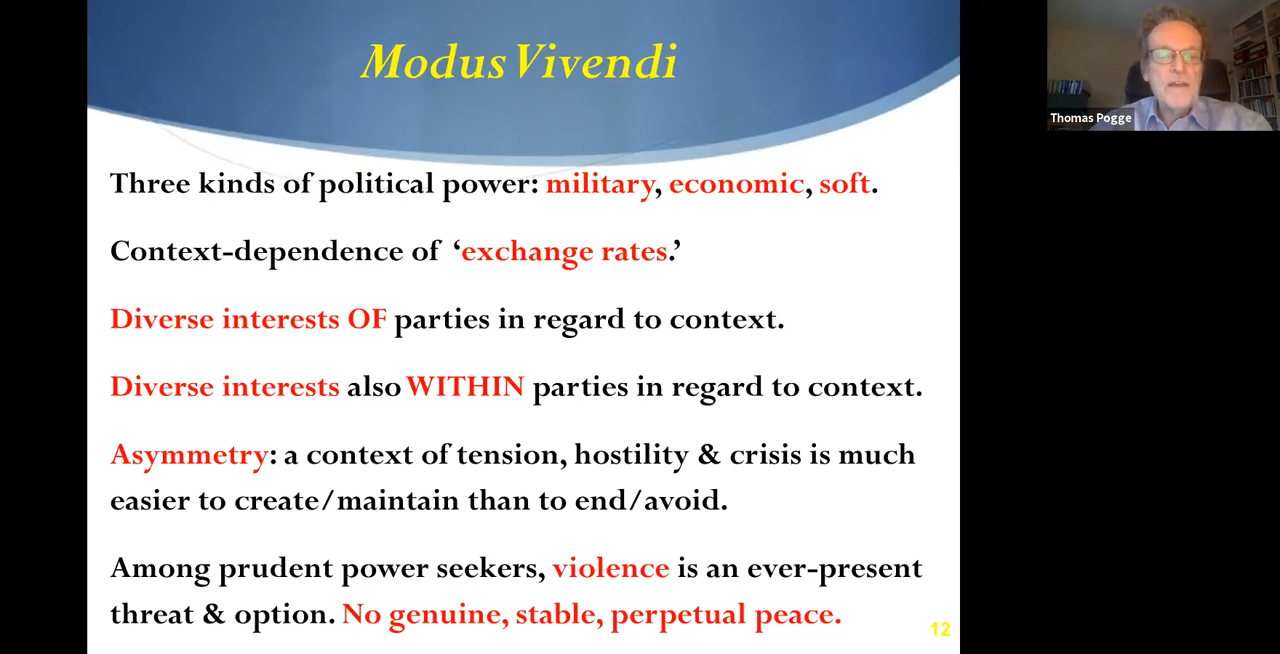 Modus Vivendi
Thomas Pogge
Three kinds of political power: military, economic, soft.
Context-dependence of ‘exchange rates.’
Diverse interests OF parties in regard to context.
Diverse interests also WITHIN parties in regard to context.
Asymmetry: a context of tension, hostility & crisis is much
easier to create/maintain than to end/avoid.
Among prudent power seekers, violence is an ever-present
threat & option. No genuine, stable, perpetual peace.
12